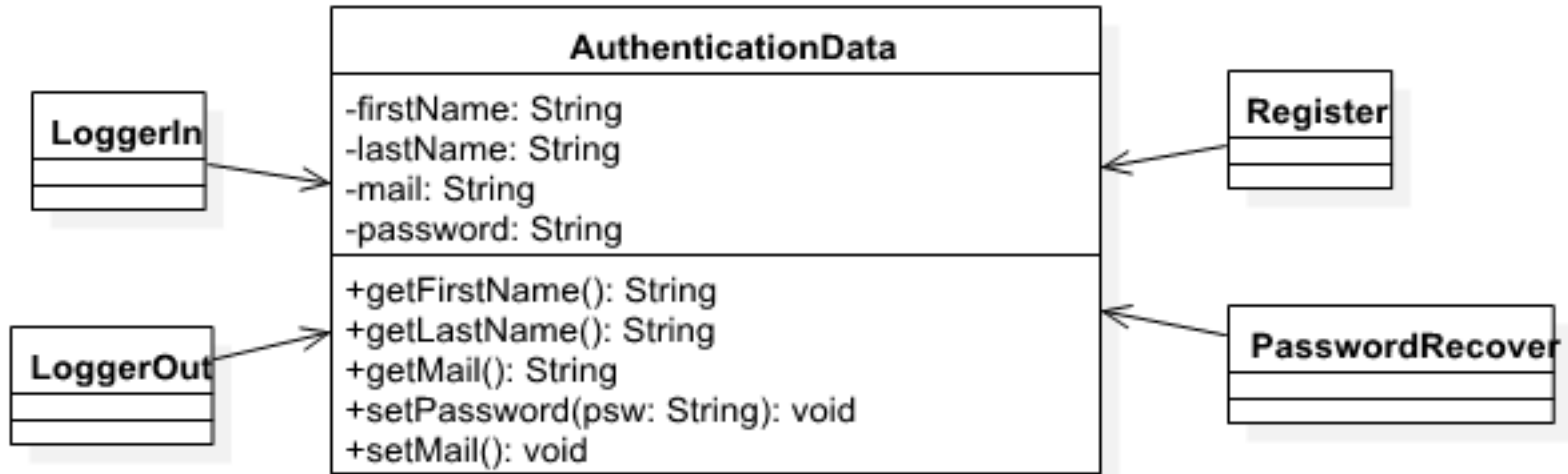 AuthenticationData
-firstName: String
-lastName: String
-mail: String
-password: String
+getFirstName(): String
+getLastName(): String
+getMail(): String
+setPassword(psw: String): void
+setMail(): void
LoggerIn
LoggerOut
Register
PasswordRecover